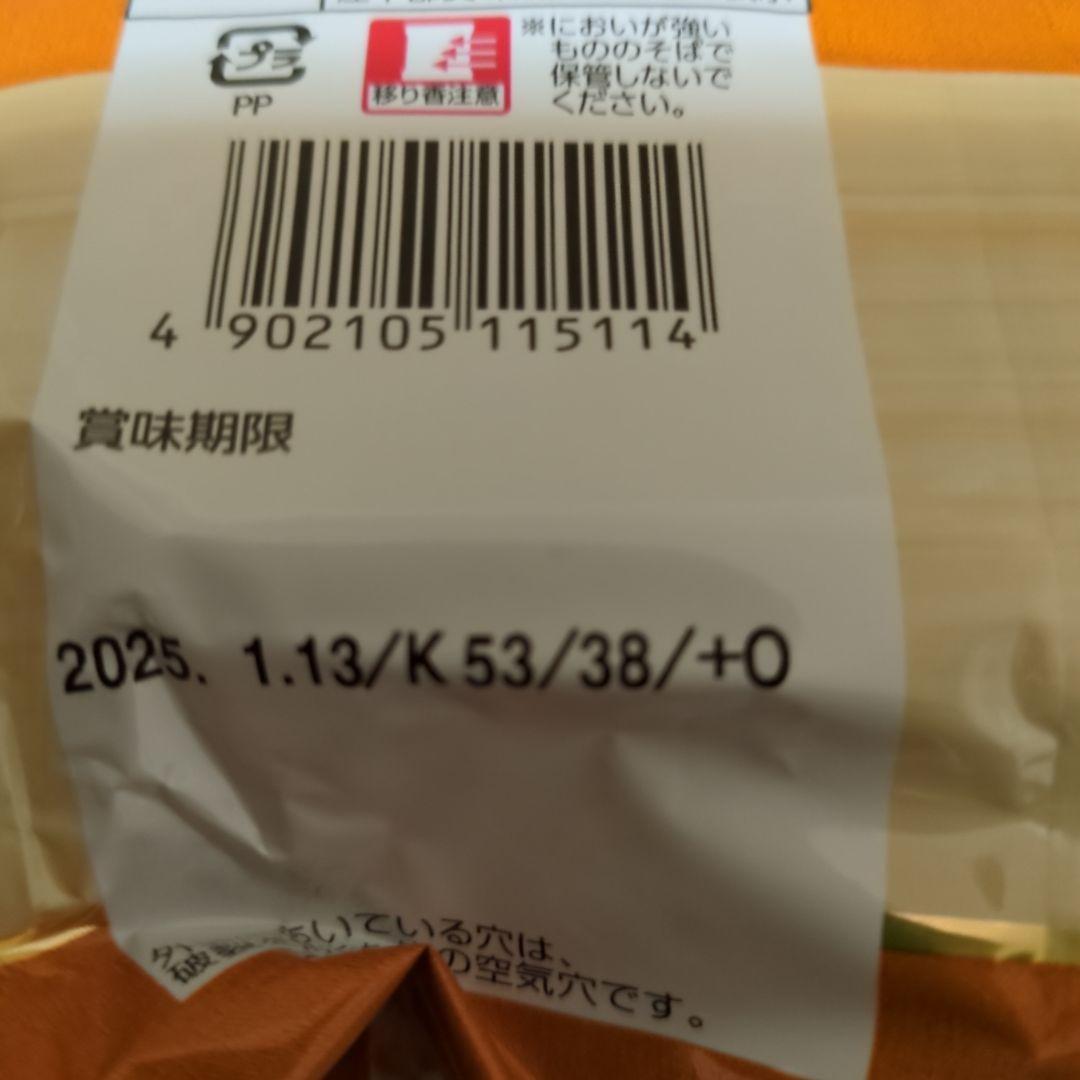 プラ
PP
移り香注意
※においが強い
もののそばで
保管しないで
ください。
4 902105 115114
賞味期限
2025. 1.13/K 53/38/+O
いている穴は、
の空気穴です。